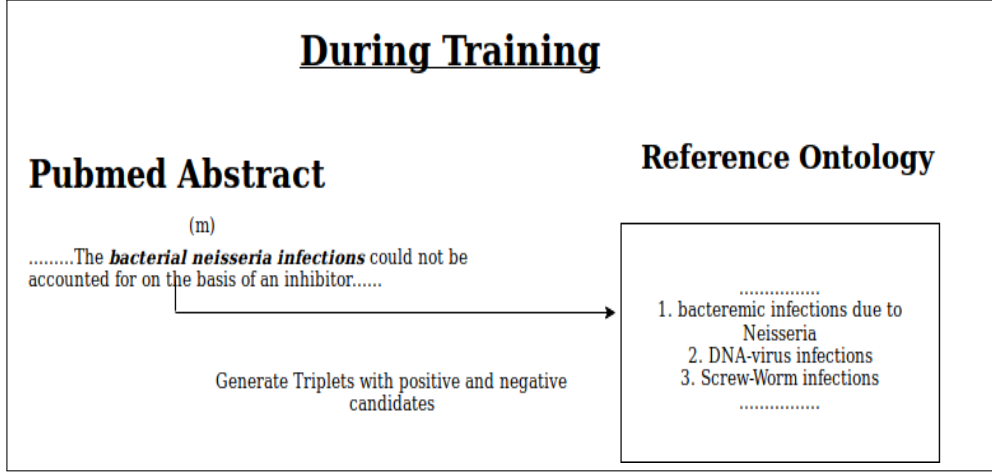 During Training
Pubmed Abstract
(m)
.........The bacterial neisseria infections could not be
accounted for on the basis of an inhibitor......
Generate Triplets with positive and negative
candidates
Reference Ontology
................
1. bacteremic infections due to
Neisseria
2. DNA-virus infections
3. Screw-Worm infections
................